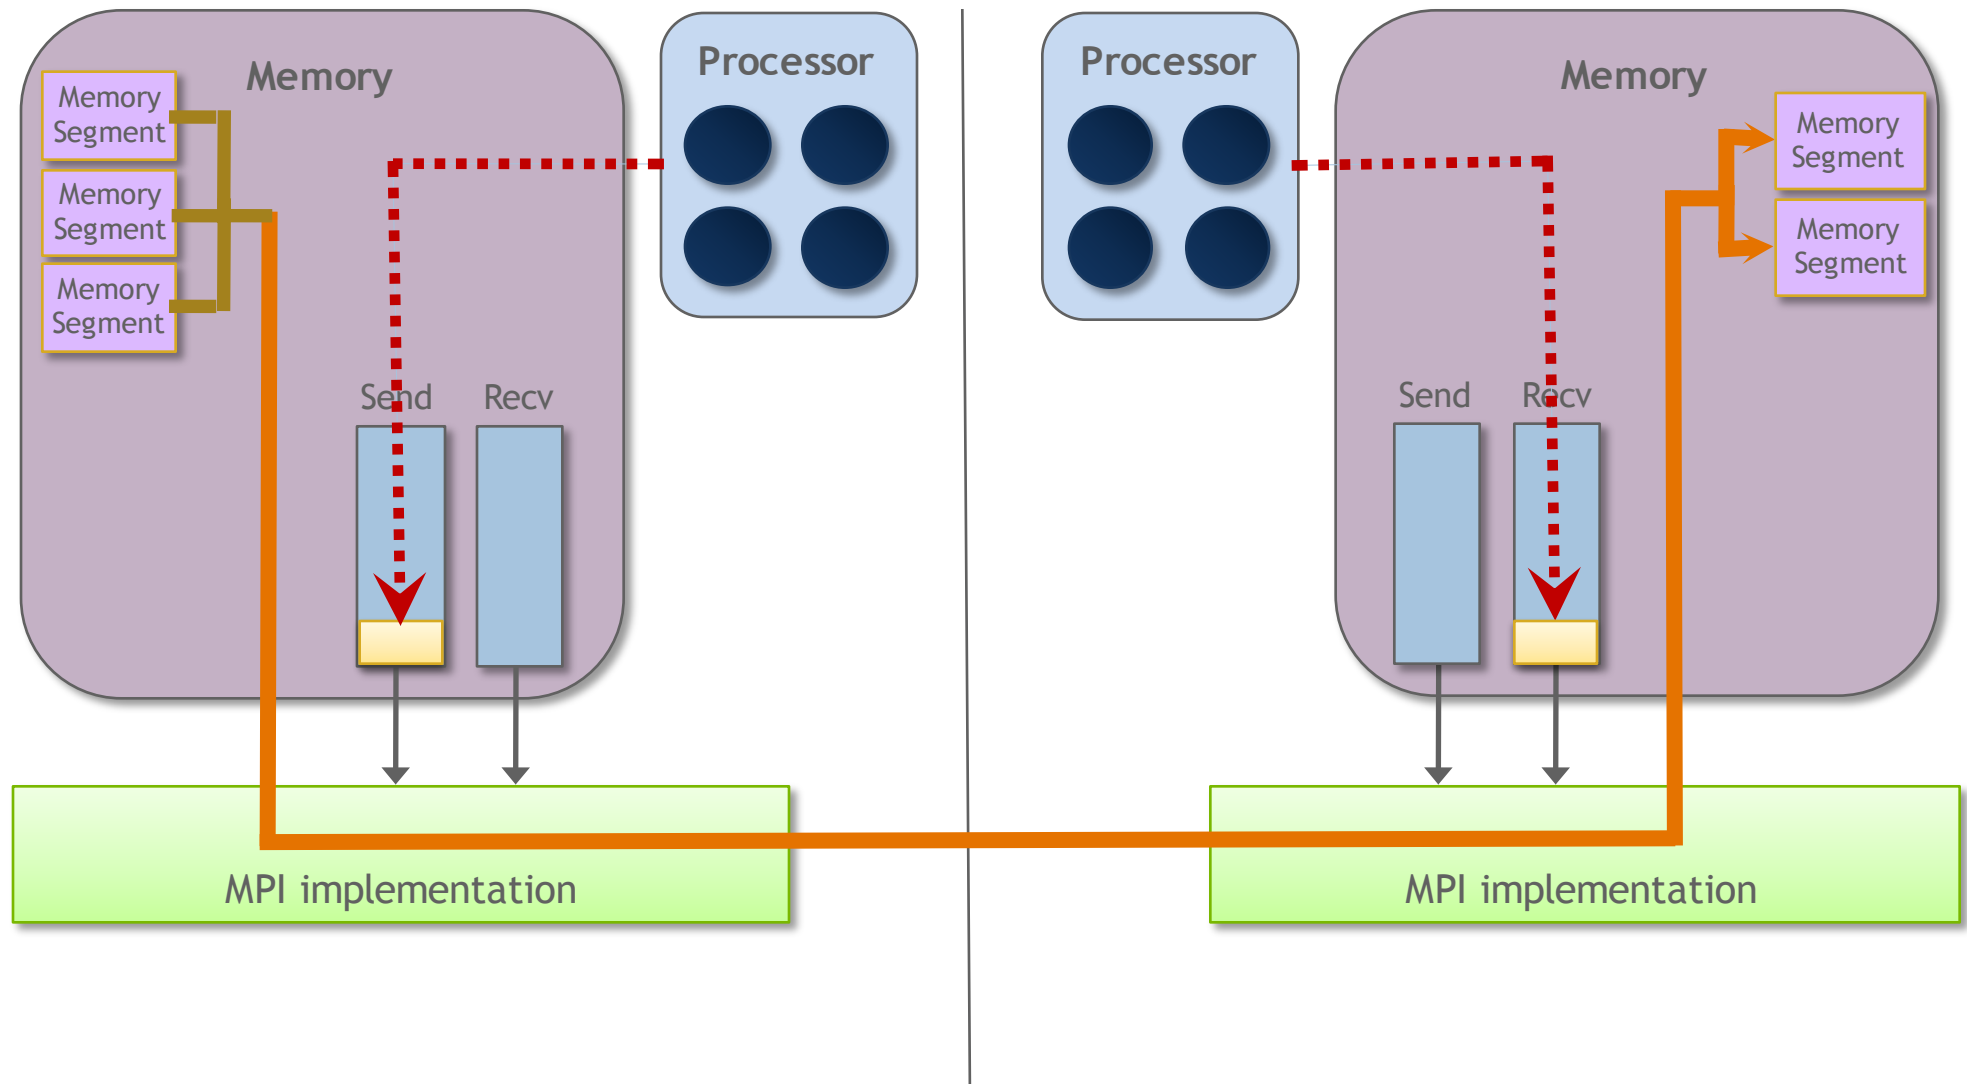 Memory
Memory
Segment
Memory
Segment
Memory
Segment
Send
Recv
Processor
MPI implementation
Processor
Memory
Memory
Segment
Memory
Segment
Send
Recv
MPI implementation